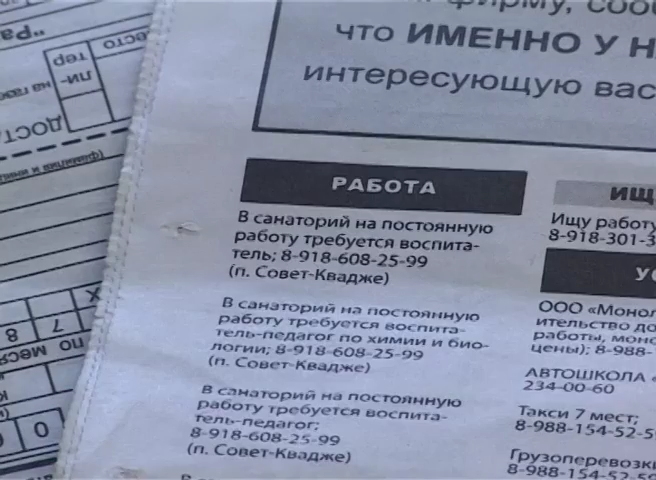 что ИМЕННО У
интересующую вас
РАБОТА
В санаторий на постоянную
работу требуется воспита-
тель; 8-918-608-25-99
(п. Совет-Квадже)
В санаторий на постоянную
работу требуется воспита-
тель-педагог по химии и био-
логии; 8-918-608-25-99
(п. Совет-Квадже)
В санаторий на постоянную
работу требуется воспита-
тель-педагог;
8-918-608-25-99
(п. Совет-Квадже)
Ищу работу
8-918-301-3
ООО «Монол
ительство до
работы, моно
цены); 8-988-
АВТОШКОЛА
234-00-60
Такси 7 мест;
8-988-154-52-5
Грузоперевозки
8-988-154-52-5